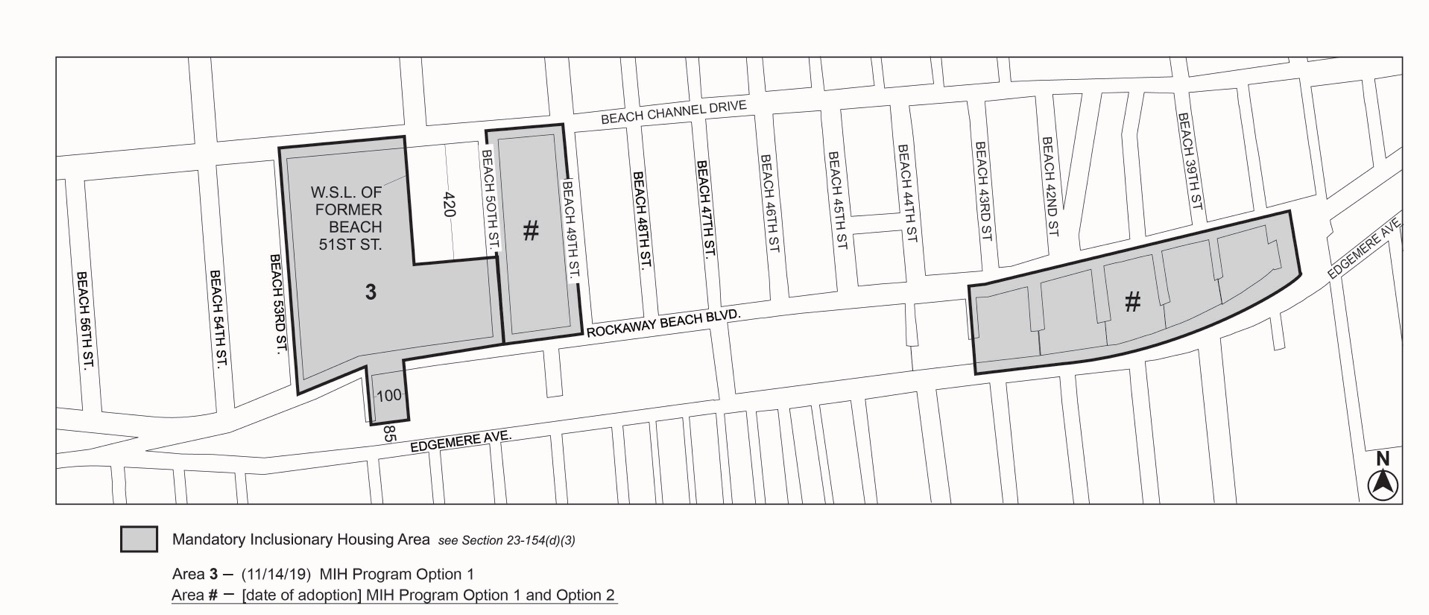 BEACH CHANNEL DRIVE
W.S.L. OF
FORMER
BEACH
51ST ST.
3
420
#
BEACH 56TH ST.
BEACH 54TH ST.
BEACH 53RD ST.
BEACH 50TH ST.
BEACH 49TH ST.
BEACH 48TH ST.
BEACH 47TH ST.
BEACH 46TH ST.
BEACH 45TH ST
BEACH 44TH ST.
BEACH 43RD ST
BEACH 42ND ST
BEACH 39TH ST
#
EDGEMERE AVE.
ROCKAWAY BEACH BLVD.
100
85
EDGEMERE AVE.
N
Mandatory Inclusionary Housing Area see Section 23-154(d)(3)
Area 3 – (11/14/19) MIH Program Option 1
Area # – [date of adoption] MIH Program Option 1 and Option 2